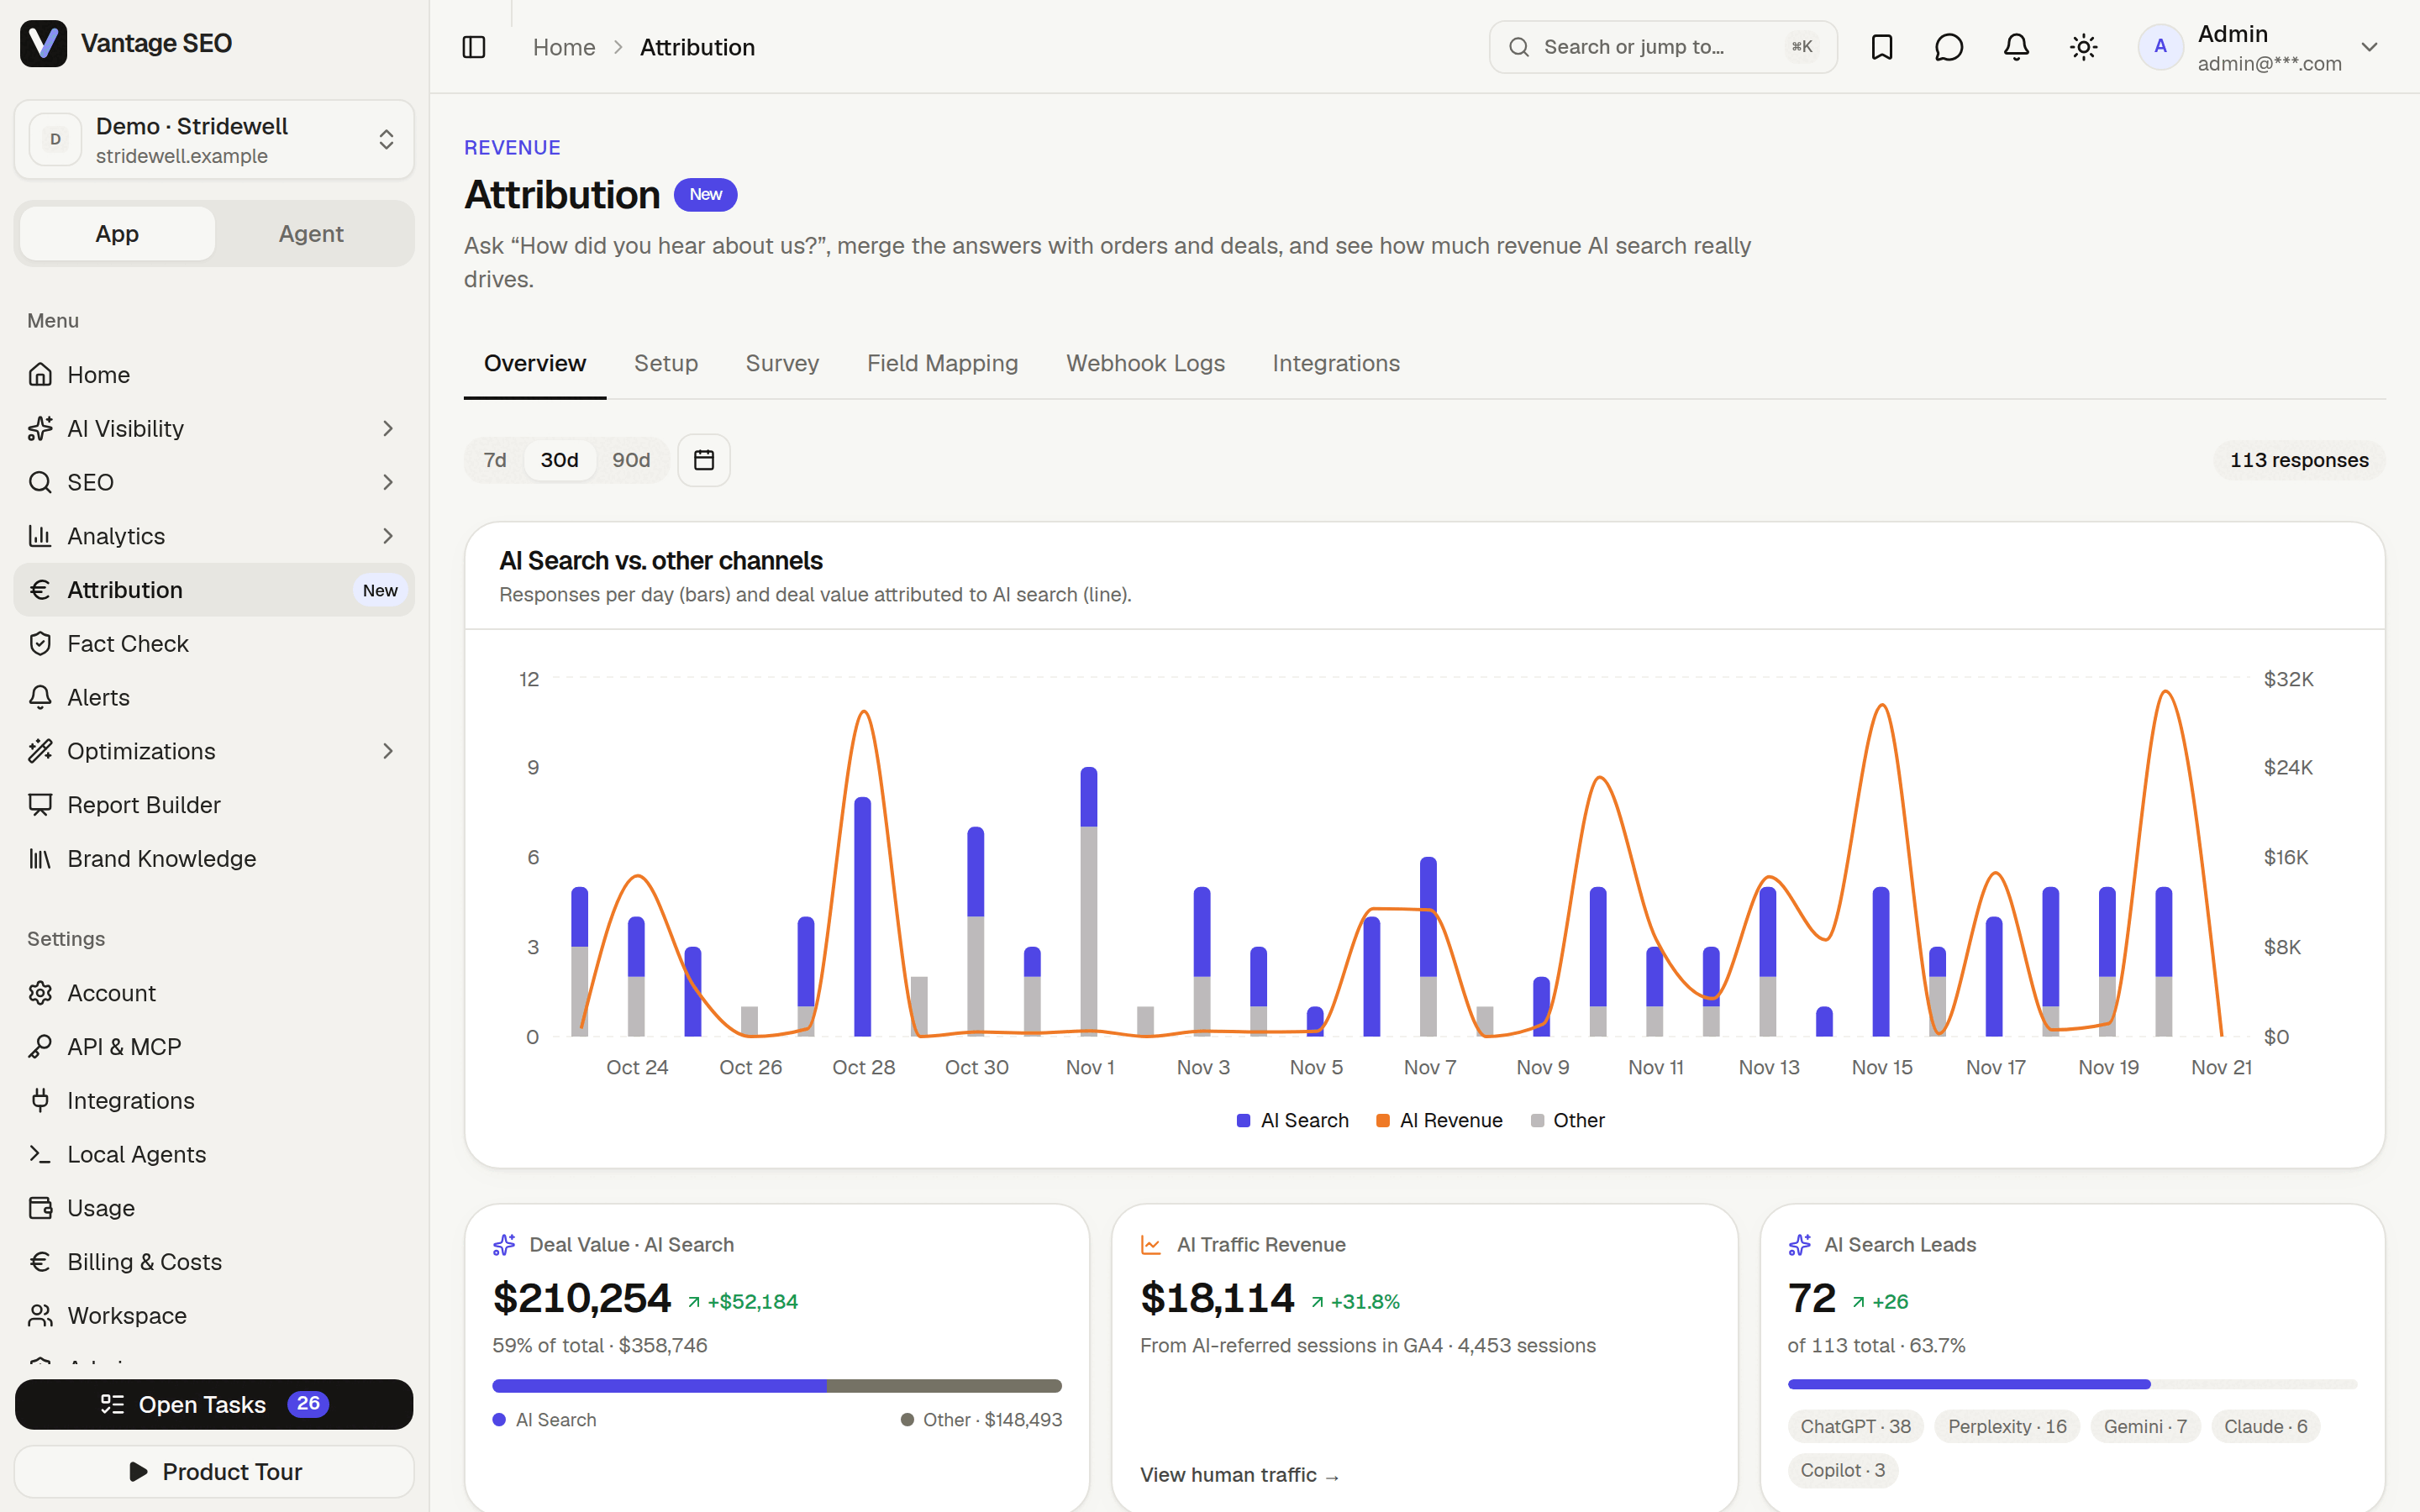 Vantage SEO
D
Demo · Stridewell
stridewell.example
App
Agent
Menu
Home
AI Visibility
SEO
Analytics
Attribution
New
Fact Check
Alerts
Optimizations
Report Builder
Brand Knowledge
Settings
Account
API & MCP
Integrations
Local Agents
Usage
Billing & Costs
Workspace
Open Tasks 26
Product Tour
Home > Attribution
Search or jump to... ⌘K
A
Admin
admin@***.com
REVENUE
Attribution New
Ask “How did you hear about us?”, merge the answers with orders and deals, and see how much revenue AI search really
drives.
Overview Setup Survey Field Mapping Webhook Logs Integrations
7d 30d 90d
113 responses
AI Search vs. other channels
Responses per day (bars) and deal value attributed to AI search (line).
12 $32K
9 $24K
6 $16K
3 $8K
0 $0
Oct 24 Oct 26 Oct 28 Oct 30 Nov 1 Nov 3 Nov 5 Nov 7 Nov 9 Nov 11 Nov 13 Nov 15 Nov 17 Nov 19 Nov 21
AI Search AI Revenue Other
Deal Value · AI Search
$210,254 +$52,184
59% of total · $358,746
AI Search Other · $148,493
AI Traffic Revenue
$18,114 +31.8%
From AI-referred sessions in GA4 · 4,453 sessions
View human traffic →
AI Search Leads
72 +26
of 113 total · 63.7%
ChatGPT · 38 Perplexity · 16 Gemini · 7 Claude · 6
Copilot · 3